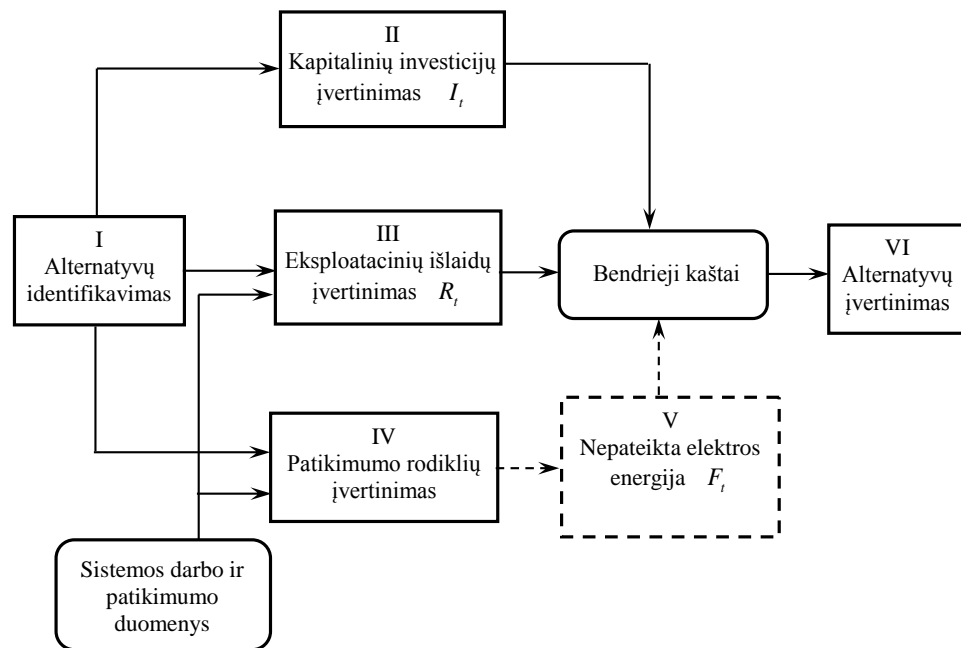 II
Kapitalinių investicijų
įvertinimas I_t
I
Alternatyvų
identifikavimas
III
Eksploatacinių išlaidų
įvertinimas R_t
Bendrieji kaštai
VI
Alternatyvų
įvertinimas
IV
Patikimumo rodiklių
įvertinimas
V
Nepateikta elektros
energija F_t
Sistemos darbo ir
patikimumo
duomenys